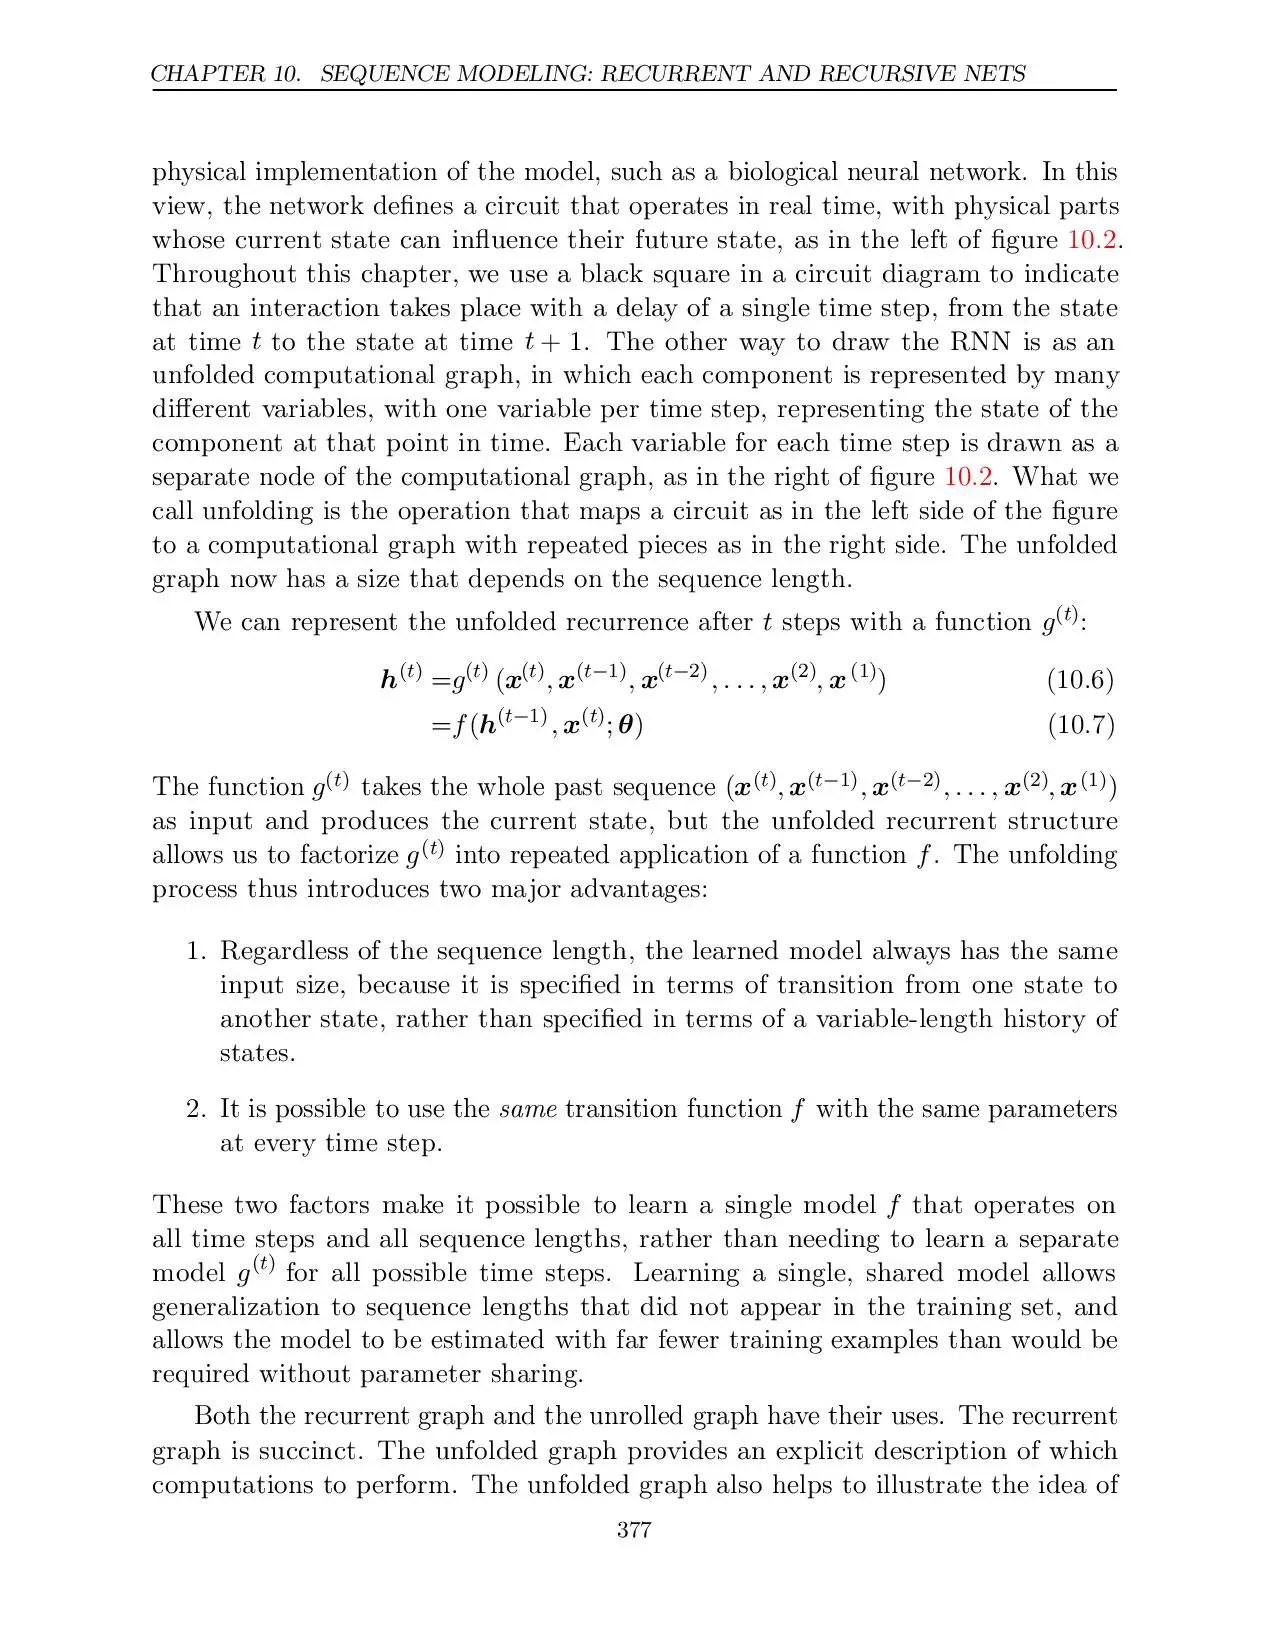 CHAPTER 10. SEQUENCE MODELING: RECURRENT AND RECURSIVE NETS
physical implementation of the model, such as a biological neural network. In this
view, the network defines a circuit that operates in real time, with physical parts
whose current state can influence their future state, as in the left of figure 10.2.
Throughout this chapter, we use a black square in a circuit diagram to indicate
that an interaction takes place with a delay of a single time step, from the state
at time t to the state at time t + 1. The other way to draw the RNN is as an
unfolded computational graph, in which each component is represented by many
different variables, with one variable per time step, representing the state of the
component at that point in time. Each variable for each time step is drawn as a
separate node of the computational graph, as in the right of figure 10.2. What we
call unfolding is the operation that maps a circuit as in the left side of the figure
to a computational graph with repeated pieces as in the right side. The unfolded
graph now has a size that depends on the sequence length.
We can represent the unfolded recurrence after t steps with a function g^(t):
h^(t) =g^(t)(x^(t), x^(t−1), x^(t−2), . . . , x^(2), x^(1)) (10.6)
=f(h^(t−1), x^(t); θ) (10.7)
The function g^(t) takes the whole past sequence (x^(t), x^(t−1), x^(t−2), . . . , x^(2), x^(1))
as input and produces the current state, but the unfolded recurrent structure
allows us to factorize g^(t) into repeated application of a function f. The unfolding
process thus introduces two major advantages:
1. Regardless of the sequence length, the learned model always has the same
input size, because it is specified in terms of transition from one state to
another state, rather than specified in terms of a variable-length history of
states.
2. It is possible to use the same transition function f with the same parameters
at every time step.
These two factors make it possible to learn a single model f that operates on
all time steps and all sequence lengths, rather than needing to learn a separate
model g^(t) for all possible time steps. Learning a single, shared model allows
generalization to sequence lengths that did not appear in the training set, and
allows the model to be estimated with far fewer training examples than would be
required without parameter sharing.
Both the recurrent graph and the unrolled graph have their uses. The recurrent
graph is succinct. The unfolded graph provides an explicit description of which
computations to perform. The unfolded graph also helps to illustrate the idea of
377